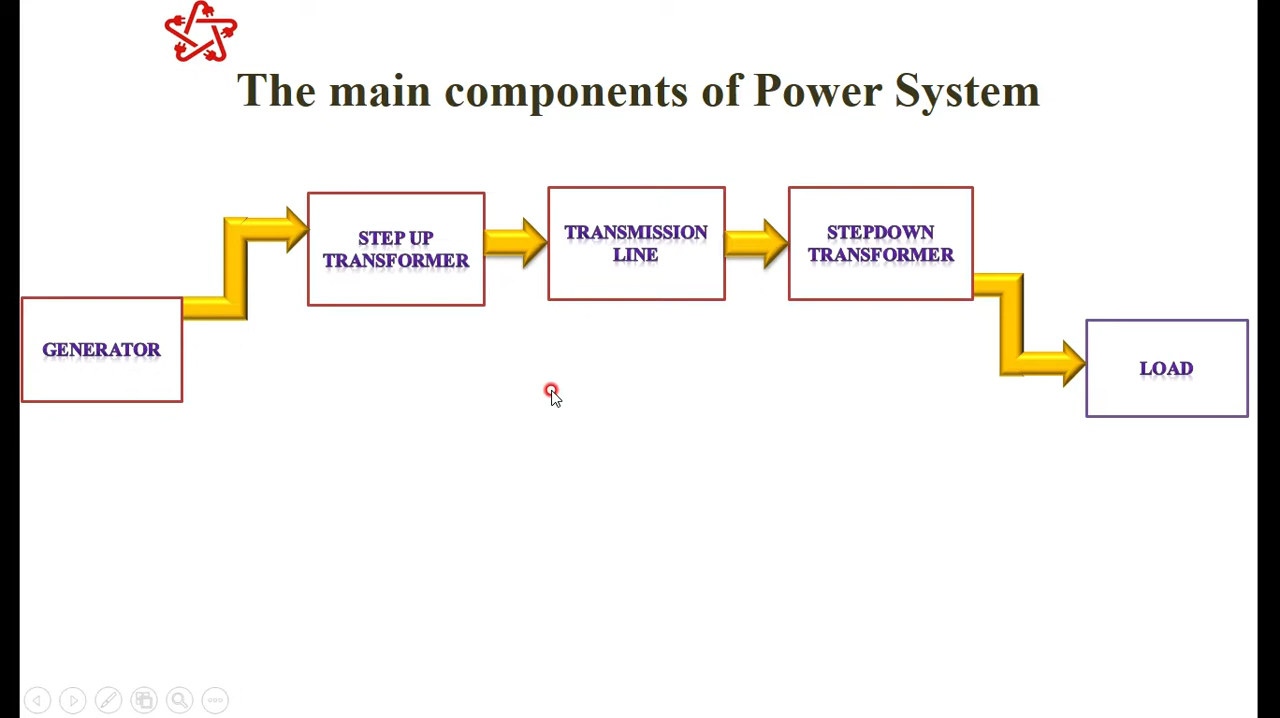 The main components of Power System
GENERATOR
STEP UP
TRANSFORMER
TRANSMISSION
LINE
STEPDOWN
TRANSFORMER
LOAD